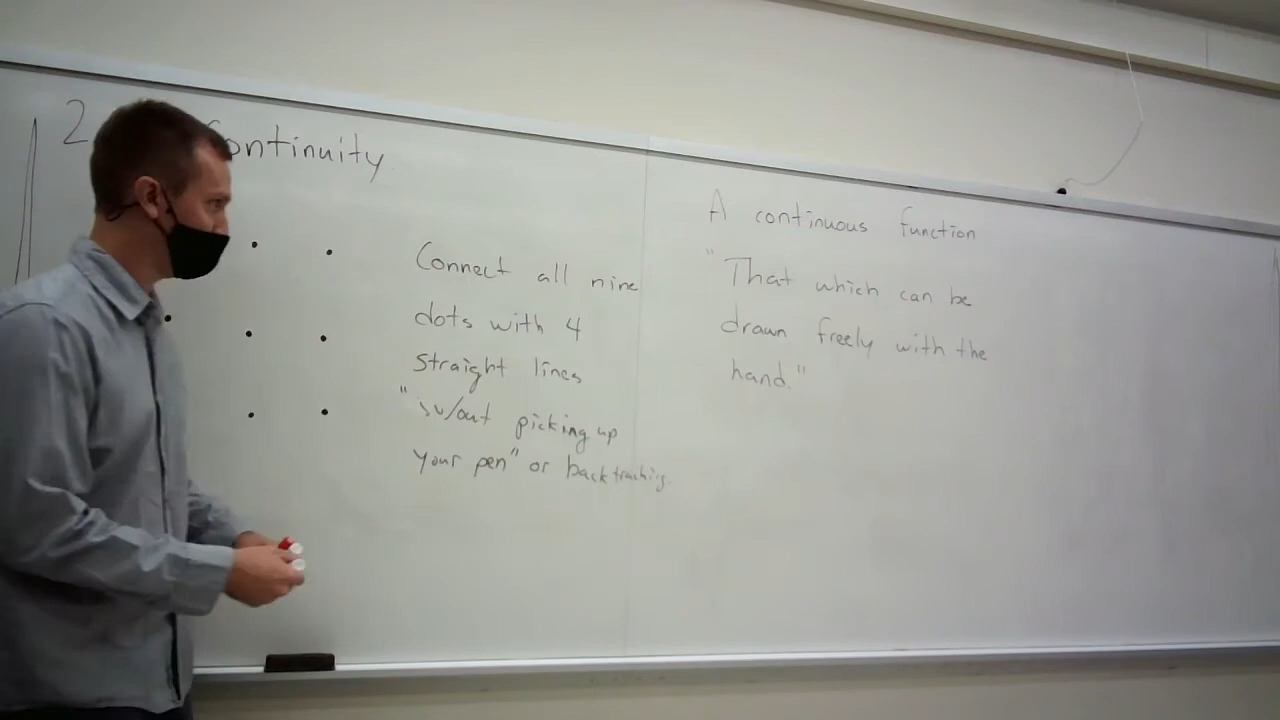 2 Continuity
Connect all nine
dots with 4
straight lines
"w/out picking up
your pen" or backtracking.
A continuous function
"That which can be
drawn freely with the
hand."